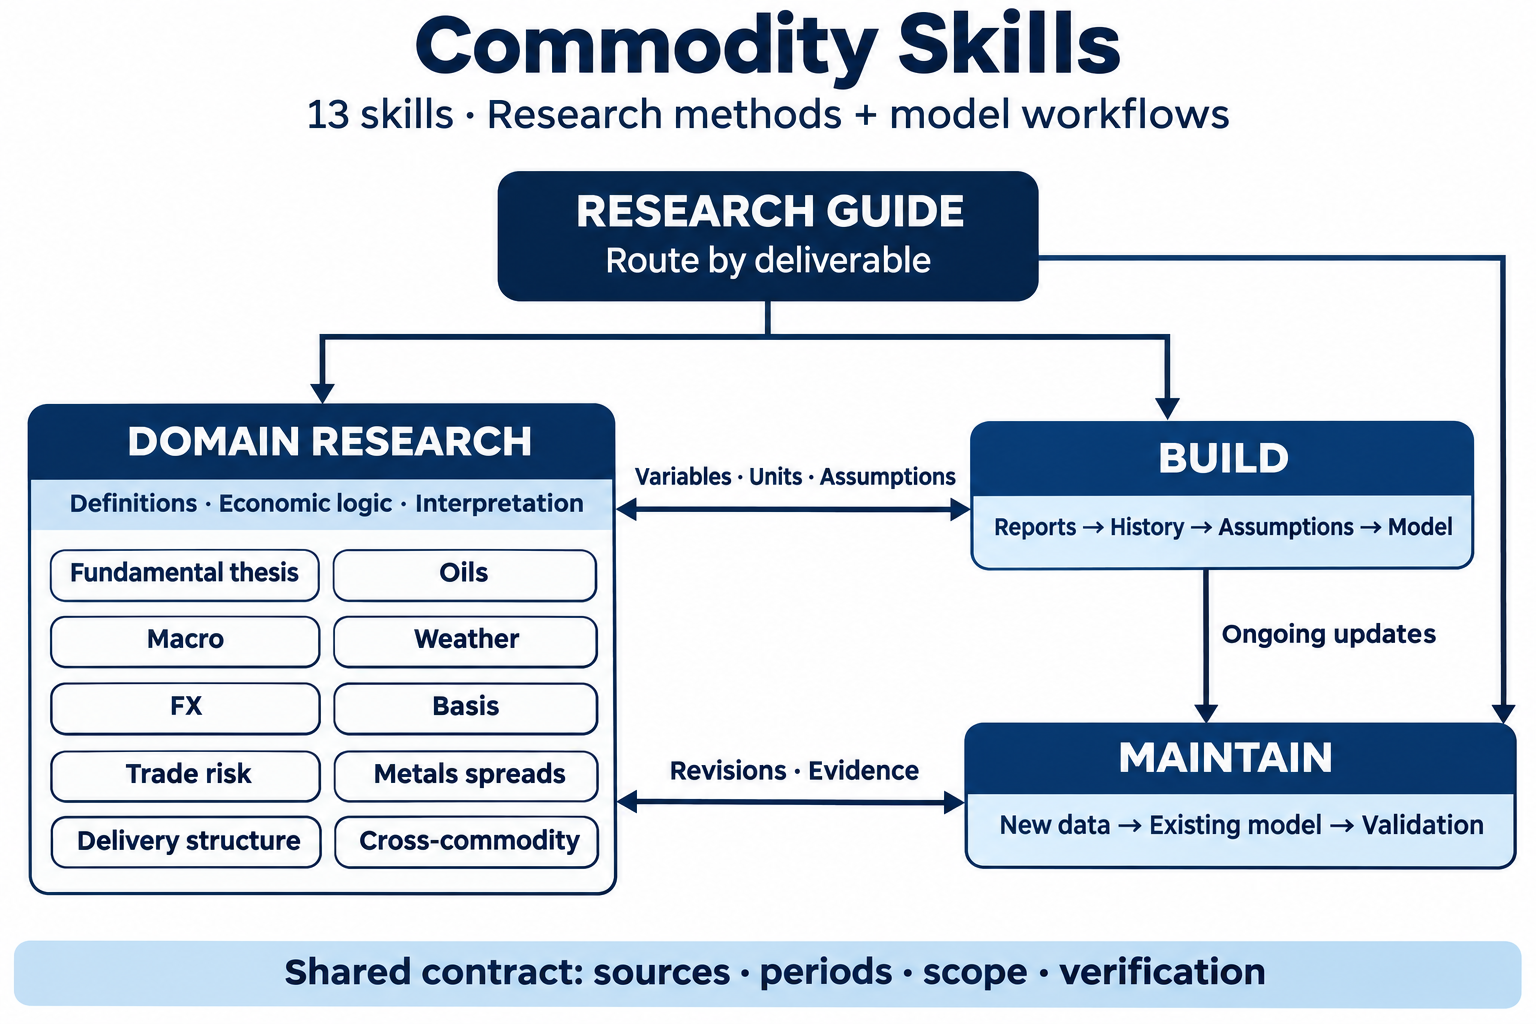 Commodity Skills
13 skills · Research methods + model workflows
RESEARCH GUIDE
Route by deliverable
DOMAIN RESEARCH
Definitions · Economic logic · Interpretation
Fundamental thesis
Oils
Macro
Weather
FX
Basis
Trade risk
Metals spreads
Delivery structure
Cross-commodity
Variables · Units · Assumptions
BUILD
Reports → History → Assumptions → Model
Ongoing updates
Revisions · Evidence
MAINTAIN
New data → Existing model → Validation
Shared contract: sources · periods · scope · verification